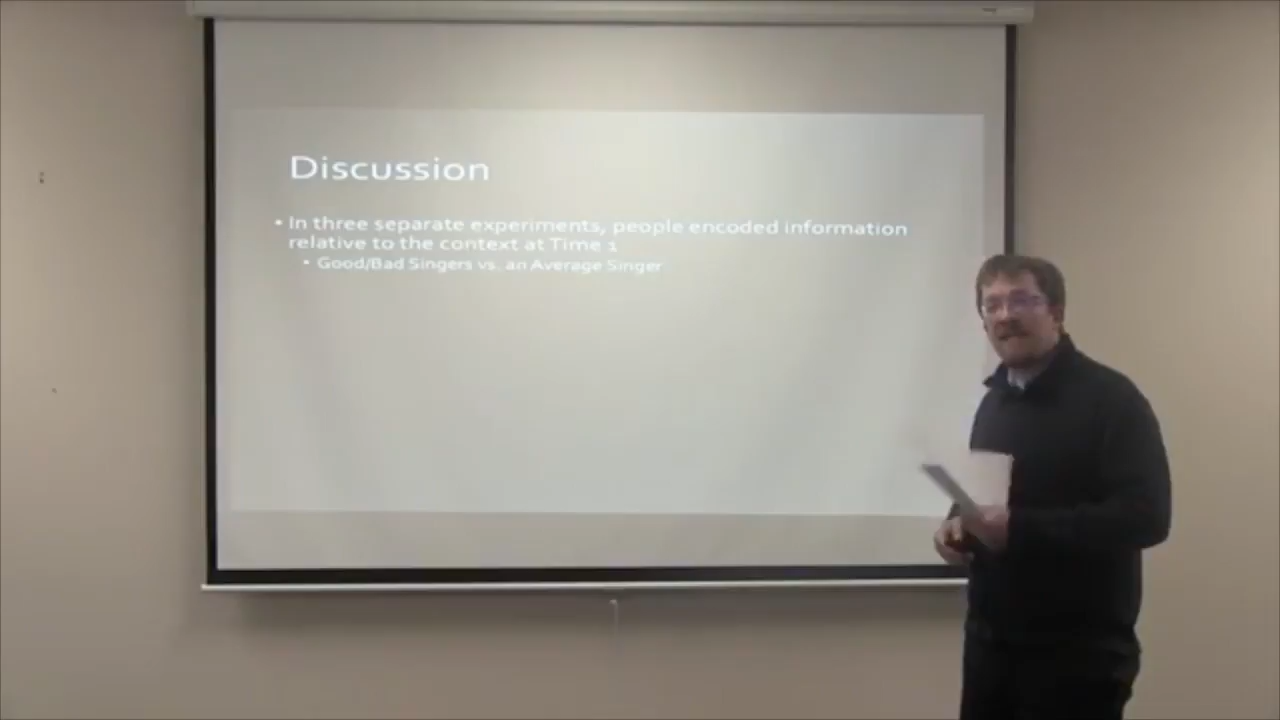 Discussion
• In three separate experiments, people encoded information
relative to the context at Time 1
• Good/Bad Singers vs. an Average Singer